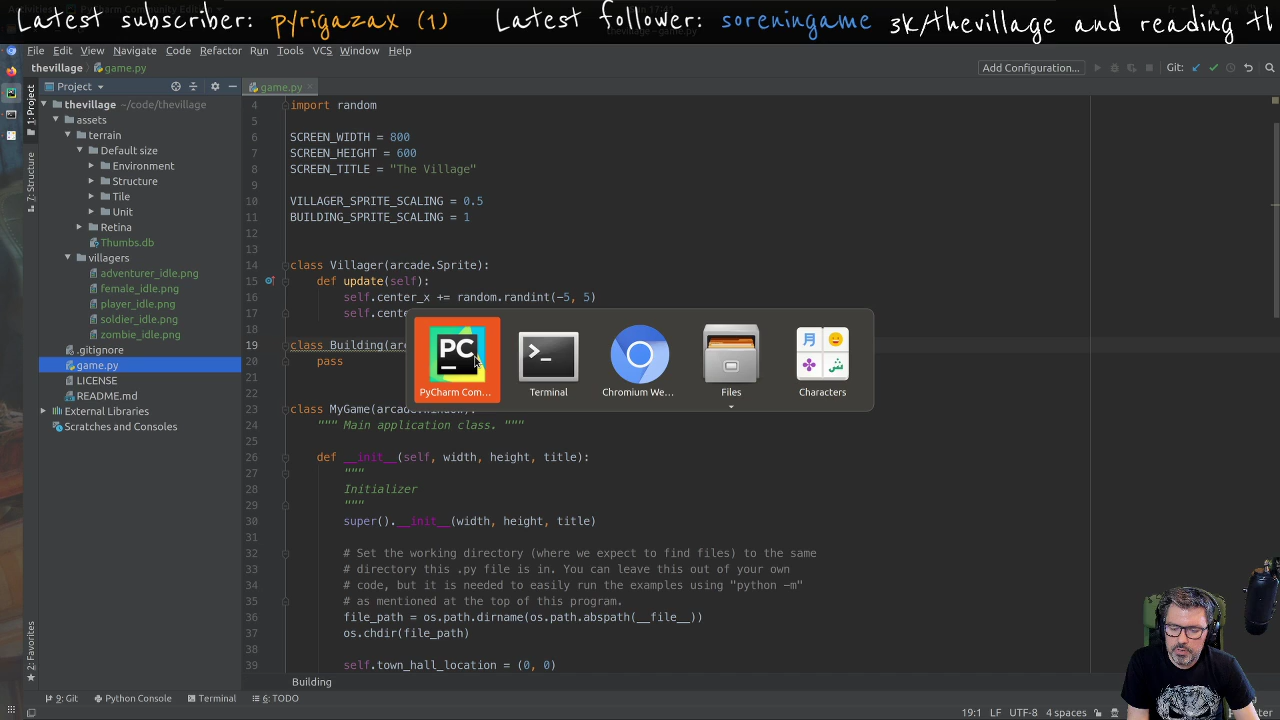 Latest subscriber: pyrigazax (1) Latest follower: soreningame 3k/thevillage and reading th
File Edit View Navigate Code Refactor Run Tools VCS Window Help
thevillage game.py
Add Configuration...
Git:
Project
game.py
1: Project
7: Structure
2: Favorites
thevillage ~/code/thevillage
assets
terrain
Default size
Environment
Structure
Tile
Unit
Retina
Thumbs.db
villagers
adventurer_idle.png
female_idle.png
player_idle.png
soldier_idle.png
zombie_idle.png
.gitignore
game.py
LICENSE
README.md
External Libraries
Scratches and Consoles
4 import random
5
6 SCREEN_WIDTH = 800
7 SCREEN_HEIGHT = 600
8 SCREEN_TITLE = "The Village"
9
10 VILLAGER_SPRITE_SCALING = 0.5
11 BUILDING_SPRITE_SCALING = 1
12
13
14 class Villager(arcade.Sprite):
15 def update(self):
16 self.center_x += random.randint(-5, 5)
17 self.cent
18
19 class Building(arc
20 pass
21
22
23 class MyGame(arcade.Window):
24 """ Main application class. """
25
26 def __init__(self, width, height, title):
27 """
28 Initializer
29 """
30 super().__init__(width, height, title)
31
32 # Set the working directory (where we expect to find files) to the same
33 # directory this .py file is in. You can leave this out of your own
34 # code, but it is needed to easily run the examples using "python -m"
35 # as mentioned at the top of this program.
36 file_path = os.path.dirname(os.path.abspath(__file__))
37 os.chdir(file_path)
38
39 self.town_hall_location = (0, 0)
PC
PyCharm Com...
Terminal
Chromium We...
Files
Characters
Building
9: Git Python Console Terminal 6: TODO
19:1 LF UTF-8 4 spaces